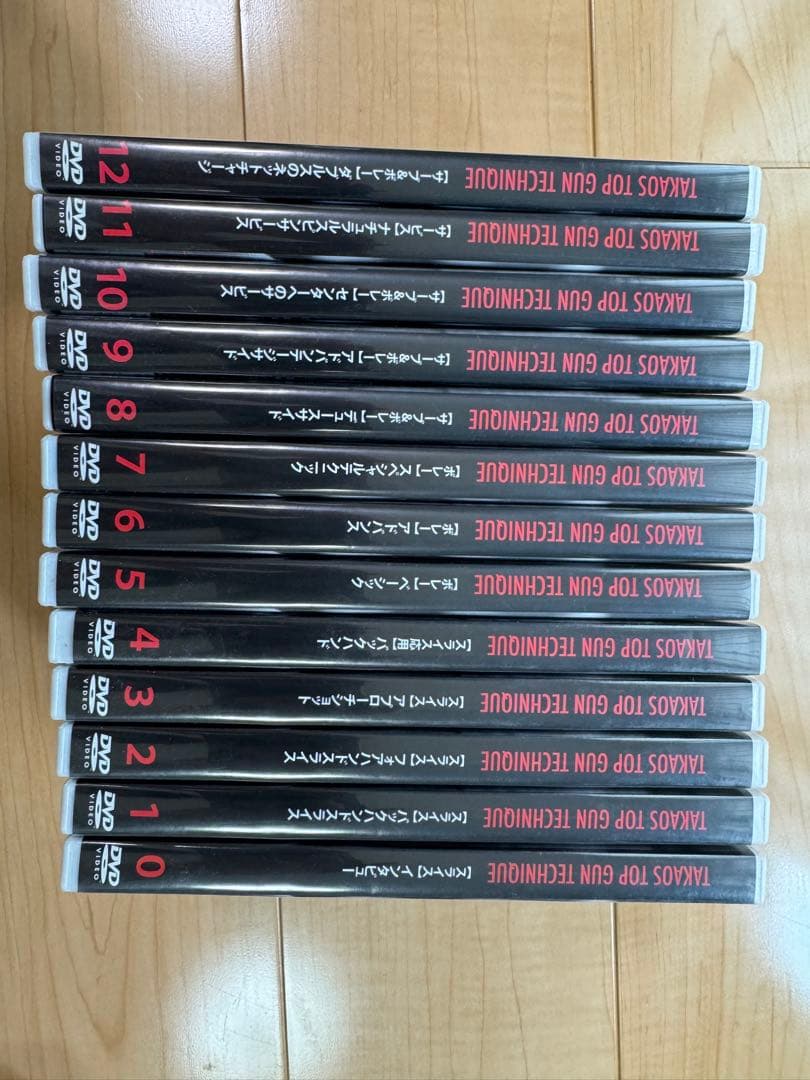 TAKAOS TOP GUN TECHNIQUE 【サーブ&ボレー】ダブルスのネットチャージ 12 DVD VIDEO
TAKAOS TOP GUN TECHNIQUE 【サービス】ナチュラルスピンサービス 11 DVD VIDEO
TAKAOS TOP GUN TECHNIQUE 【サーブ&ボレー】センターへのサービス 10 DVD VIDEO
TAKAOS TOP GUN TECHNIQUE 【サーブ&ボレー】アドバンテージサイド 9 DVD VIDEO
TAKAOS TOP GUN TECHNIQUE 【サーブ&ボレー】デュースサイド 8 DVD VIDEO
TAKAOS TOP GUN TECHNIQUE 【ボレー】スペシャルテクニック 7 DVD VIDEO
TAKAOS TOP GUN TECHNIQUE 【ボレー】アドバンス 6 DVD VIDEO
TAKAOS TOP GUN TECHNIQUE 【ボレー】ベーシック 5 DVD VIDEO
TAKAOS TOP GUN TECHNIQUE 【スライス応用】バックハンド 4 DVD VIDEO
TAKAOS TOP GUN TECHNIQUE 【スライス】アプローチショット 3 DVD VIDEO
TAKAOS TOP GUN TECHNIQUE 【スライス】フォアハンドスライス 2 DVD VIDEO
TAKAOS TOP GUN TECHNIQUE 【スライス】バックハンドスライス 1 DVD VIDEO
TAKAOS TOP GUN TECHNIQUE 【スライス】インタビュー 0 DVD VIDEO